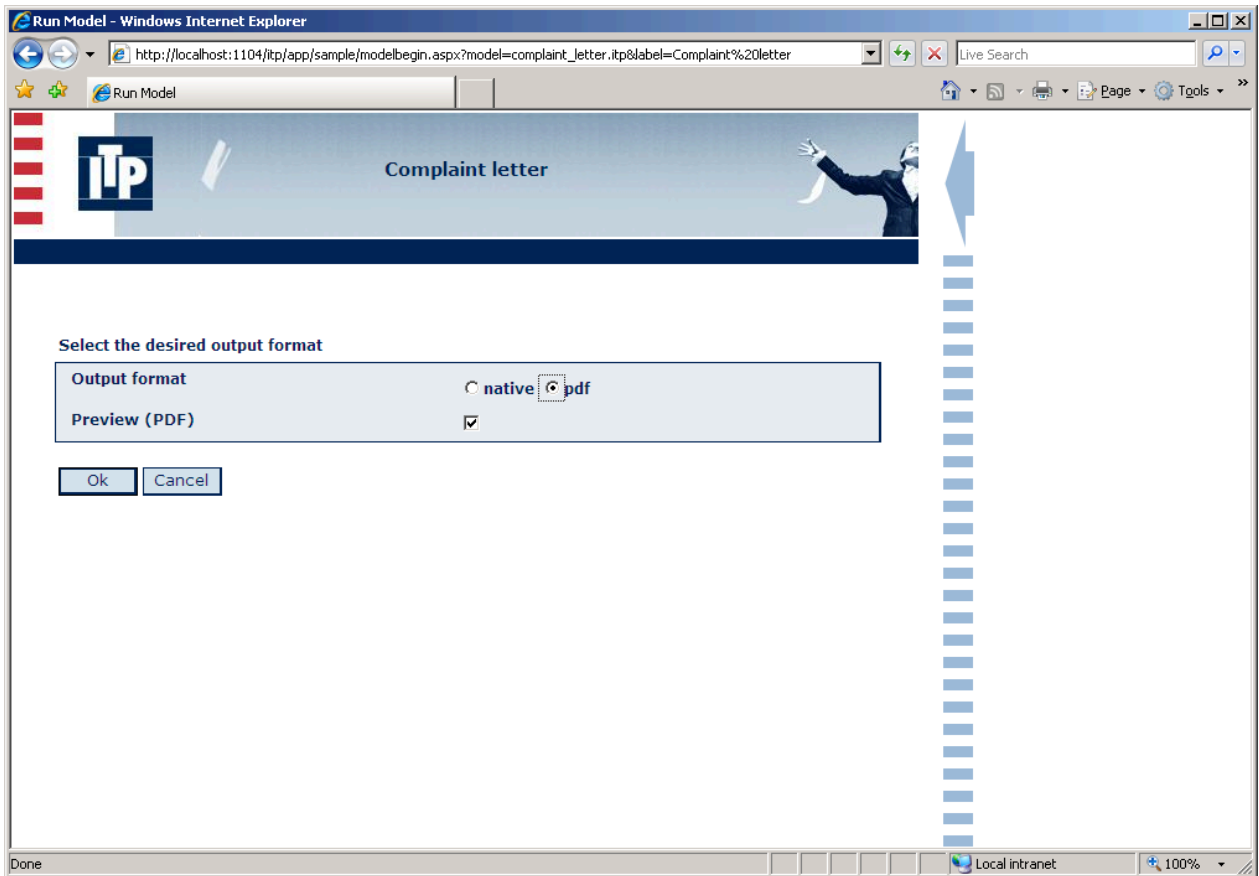 Run Model - Windows Internet Explorer
http://localhost:1104/itp/app/sample/modelbegin.aspx?model=complaint_letter.itp&label=Complaint%20letter
Live Search
Run Model
Page
Tools
»
ITP
Complaint letter
Select the desired output format
Output format
native pdf
Preview (PDF)
Ok Cancel
Done
Local intranet
100%